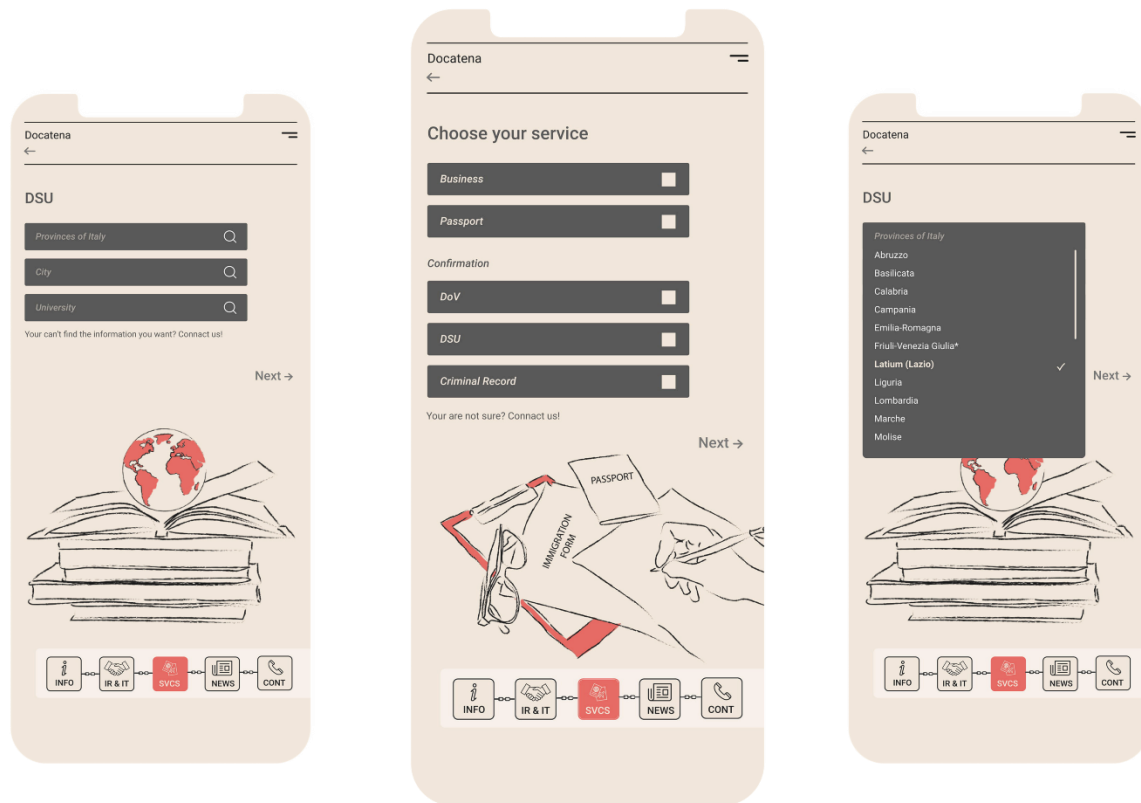 Docatena
DSU
Provinces of Italy
City
University
Your can't find the information you want? Connact us!
Next →
INFO
IR & IT
SVCS
NEWS
CONT
Docatena
Choose your service
Business
Passport
Confirmation
DoV
DSU
Criminal Record
Your are not sure? Connact us!
Next →
PASSPORT
IMMIGRATION
FORM
INFO
IR & IT
SVCS
NEWS
CONT
Docatena
DSU
Provinces of Italy
Abruzzo
Basilicata
Calabria
Campania
Emilia-Romagna
Friuli-Venezia Giulia*
Latium (Lazio)
Liguria
Lombardia
Marche
Molise
Next →
INFO
IR & IT
SVCS
NEWS
CONT